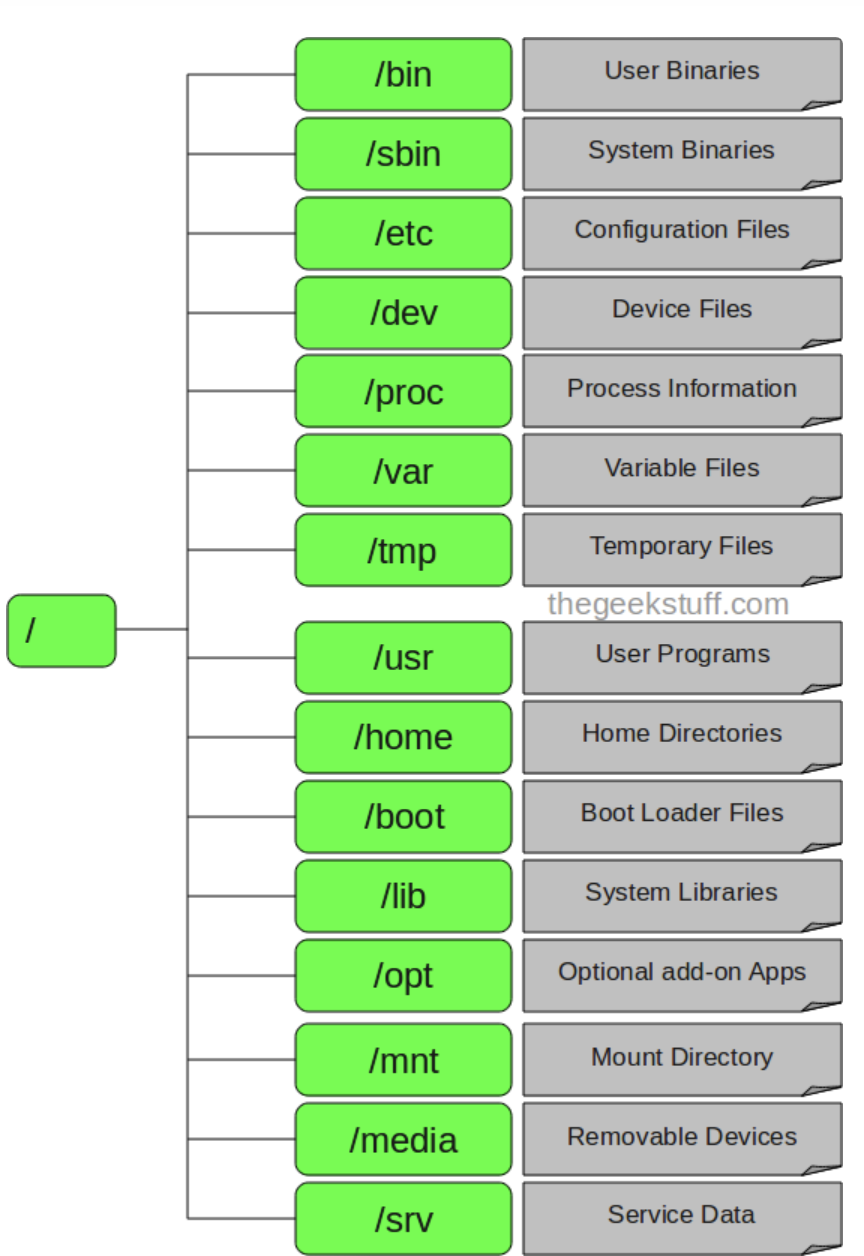 /bin User Binaries
/sbin System Binaries
/etc Configuration Files
/dev Device Files
/proc Process Information
/var Variable Files
/tmp Temporary Files
thegeekstuff.com
/
/usr User Programs
/home Home Directories
/boot Boot Loader Files
/lib System Libraries
/opt Optional add-on Apps
/mnt Mount Directory
/media Removable Devices
/srv Service Data